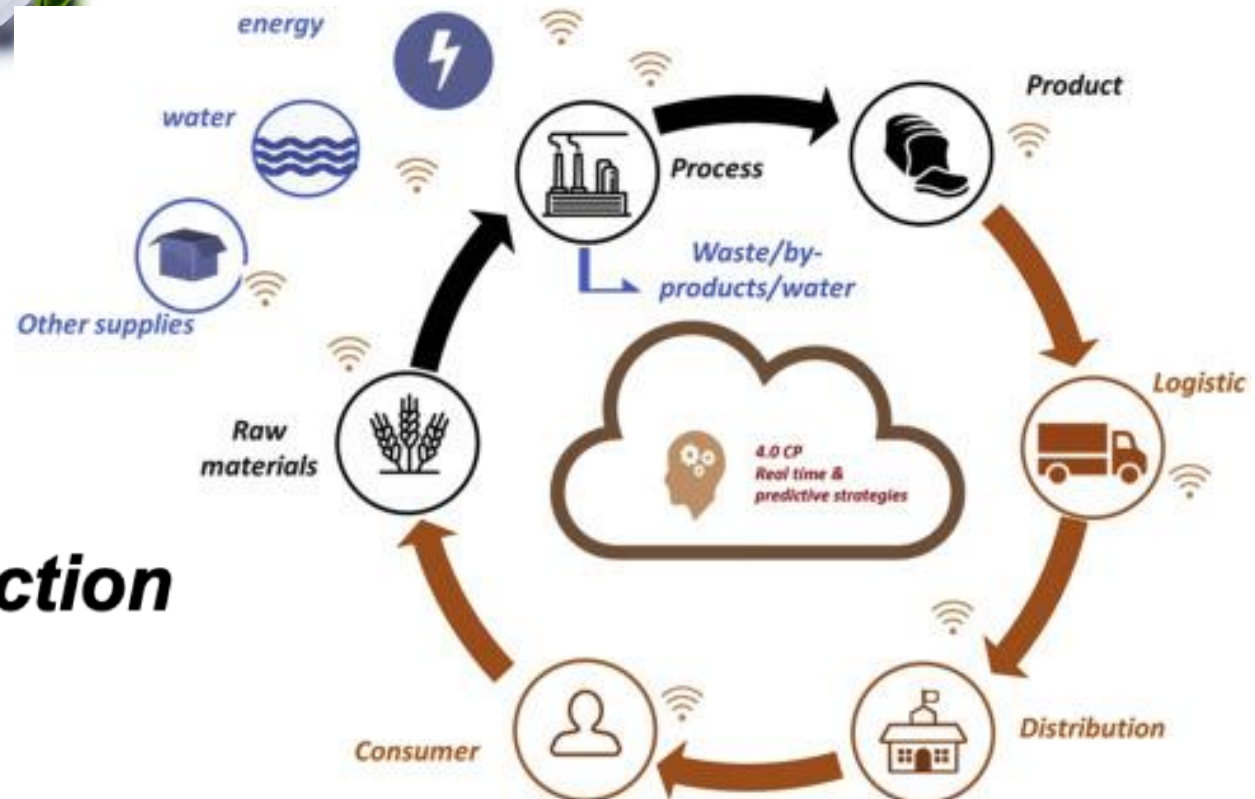 energy
water
Other supplies
Raw
materials
Process
Product
Waste/by-
products/water
Logistic
4.0 CP
Real time &
predictive strategies
ction
Distribution
Consumer